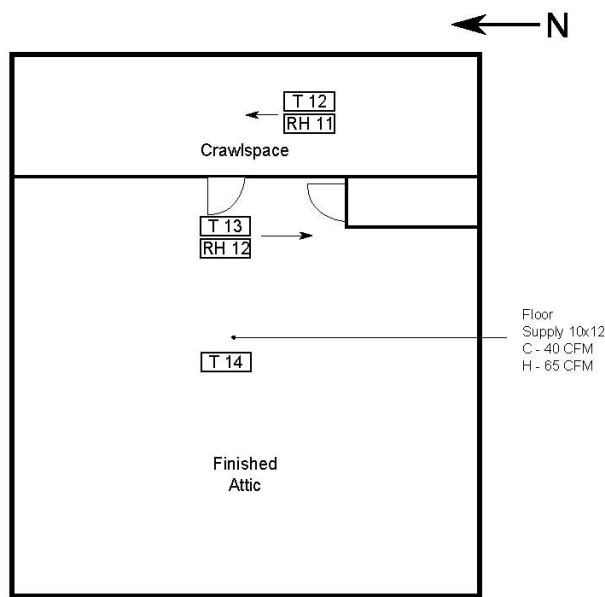 N
T 12
RH 11
Crawlspace
T 13
RH 12
Floor
Supply 10x12
C - 40 CFM
H - 65 CFM
T 14
Finished
Attic